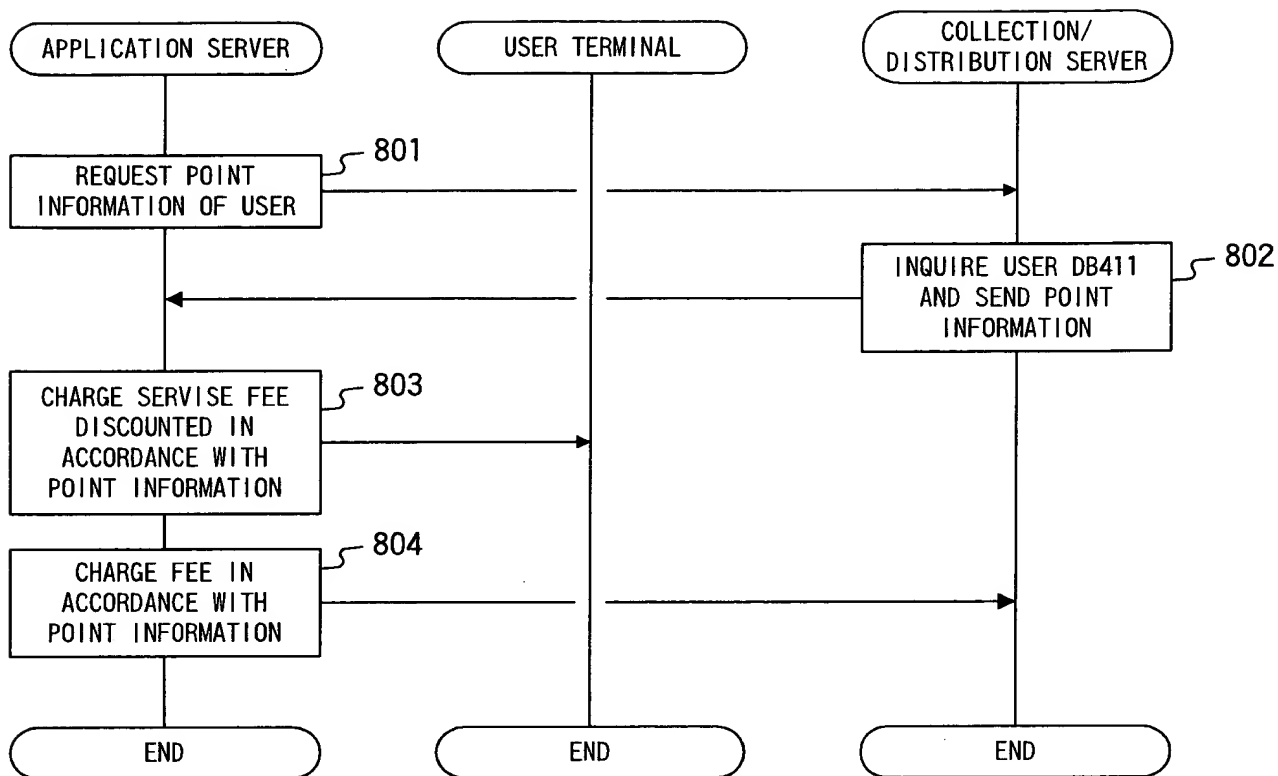 APPLICATION SERVER
USER TERMINAL
COLLECTION/
DISTRIBUTION SERVER
801
REQUEST POINT
INFORMATION OF USER
802
INQUIRE USER DB411
AND SEND POINT
INFORMATION
803
CHARGE SERVISE FEE
DISCOUNTED IN
ACCORDANCE WITH
POINT INFORMATION
804
CHARGE FEE IN
ACCORDANCE WITH
POINT INFORMATION
END
END
END